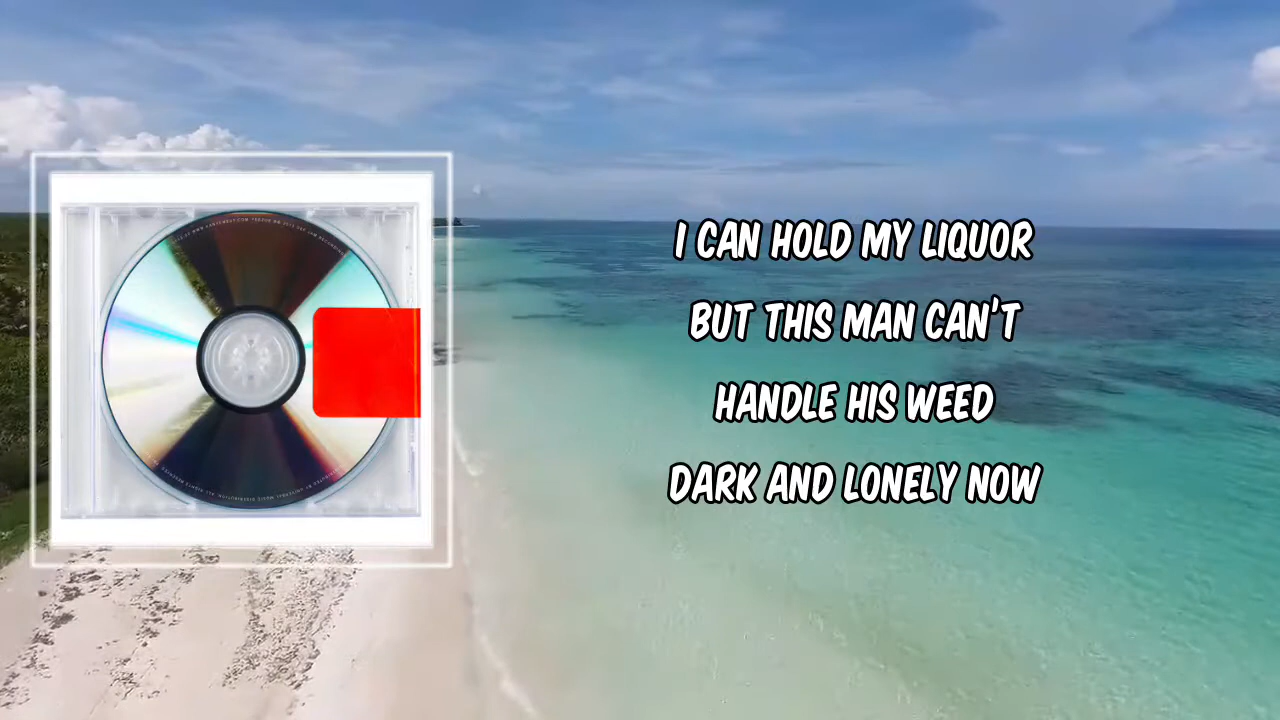 I CAN HOLD MY LIQUOR
BUT THIS MAN CAN'T
HANDLE HIS WEED
DARK AND LONELY NOW